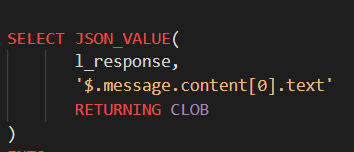 SELECT JSON_VALUE(
l_response,
'$.message.content[0].text'
RETURNING CLOB
)